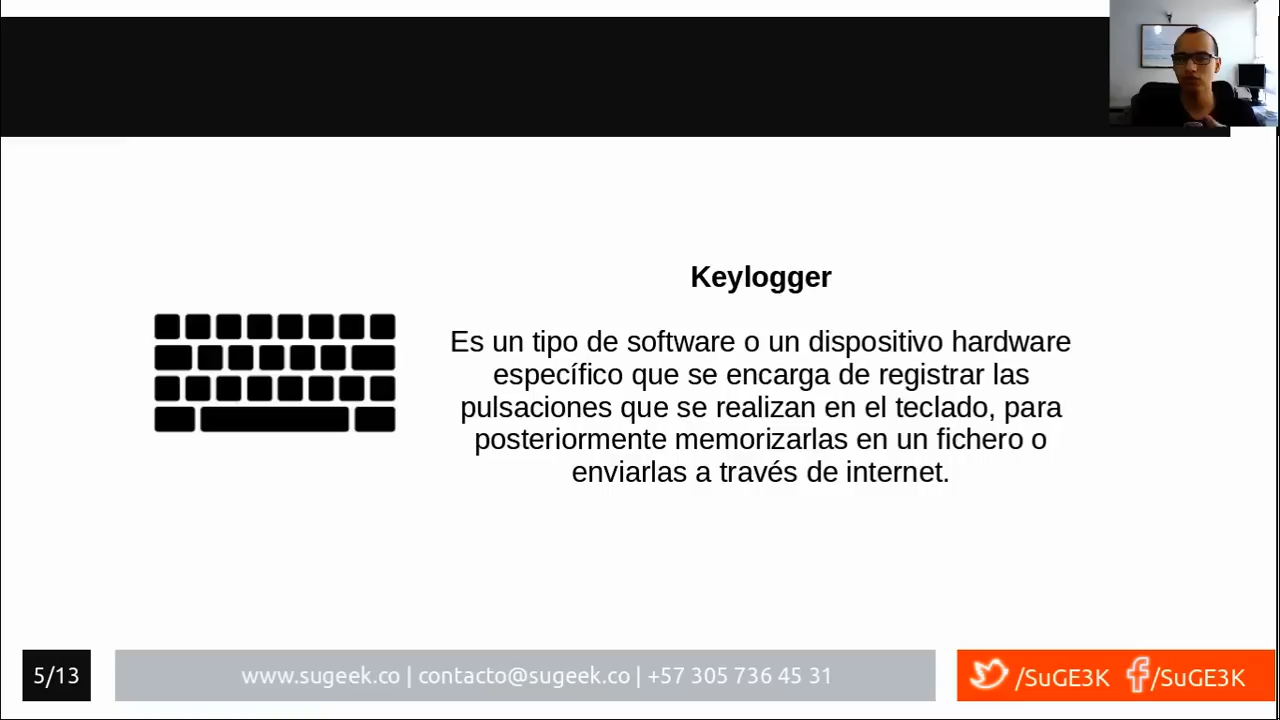 Keylogger
Es un tipo de software o un dispositivo hardware
específico que se encarga de registrar las
pulsaciones que se realizan en el teclado, para
posteriormente memorizarlas en un fichero o
enviarlas a través de internet.
5/13
www.sugeek.co | contacto@sugeek.co | +57 305 736 45 31
/SuGE3K
/SuGE3K